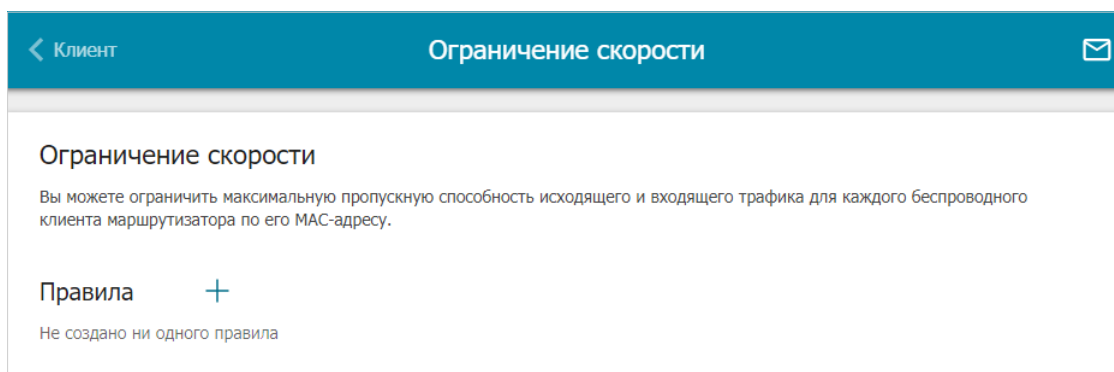 Клиент
Ограничение скорости
Ограничение скорости
Вы можете ограничить максимальную пропускную способность исходящего и входящего трафика для каждого беспроводного
клиента маршрутизатора по его MAC-адресу.
Правила
Не создано ни одного правила